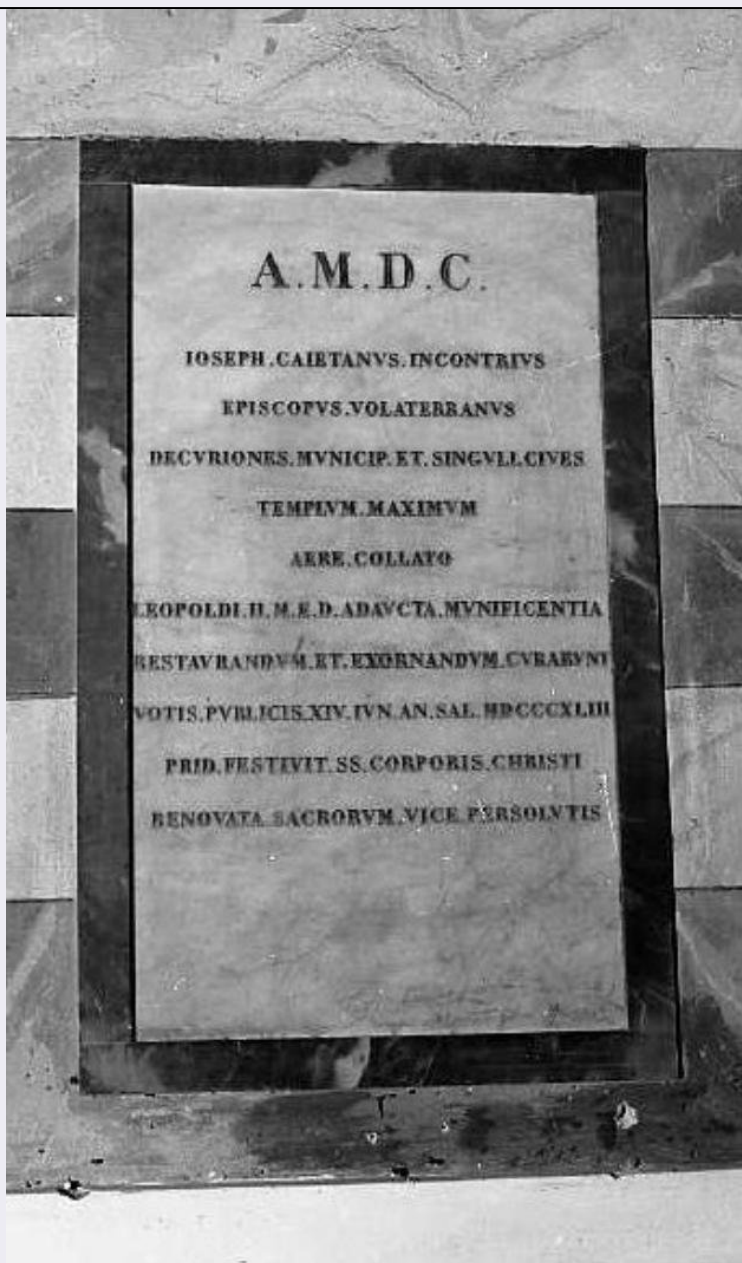 A.M.D.C.
IOSEPH.CAIETANVS.INCONTRIVS
EPISCOPVS.VOLATERRANVS
DECVRIONES.MVNICIP.ET.SINGVLI.CIVES
TEMPLVM.MAXIMVM
AERE.COLLATO
LEOPOLDI.II.M.E.D.ADAVCTA.MVNIFICENTIA
RESTAVRANDVM.ET.EXORNANDVM.CVRARVNT
VOTIS.PVBLICIS.XIV.IVN.AN.SAL.MDCCCXLIII
PRID.FESTIVIT.SS.CORPORIS.CHRISTI
RENOVATA.SACRORVM.VICE.PERSOLVTIS